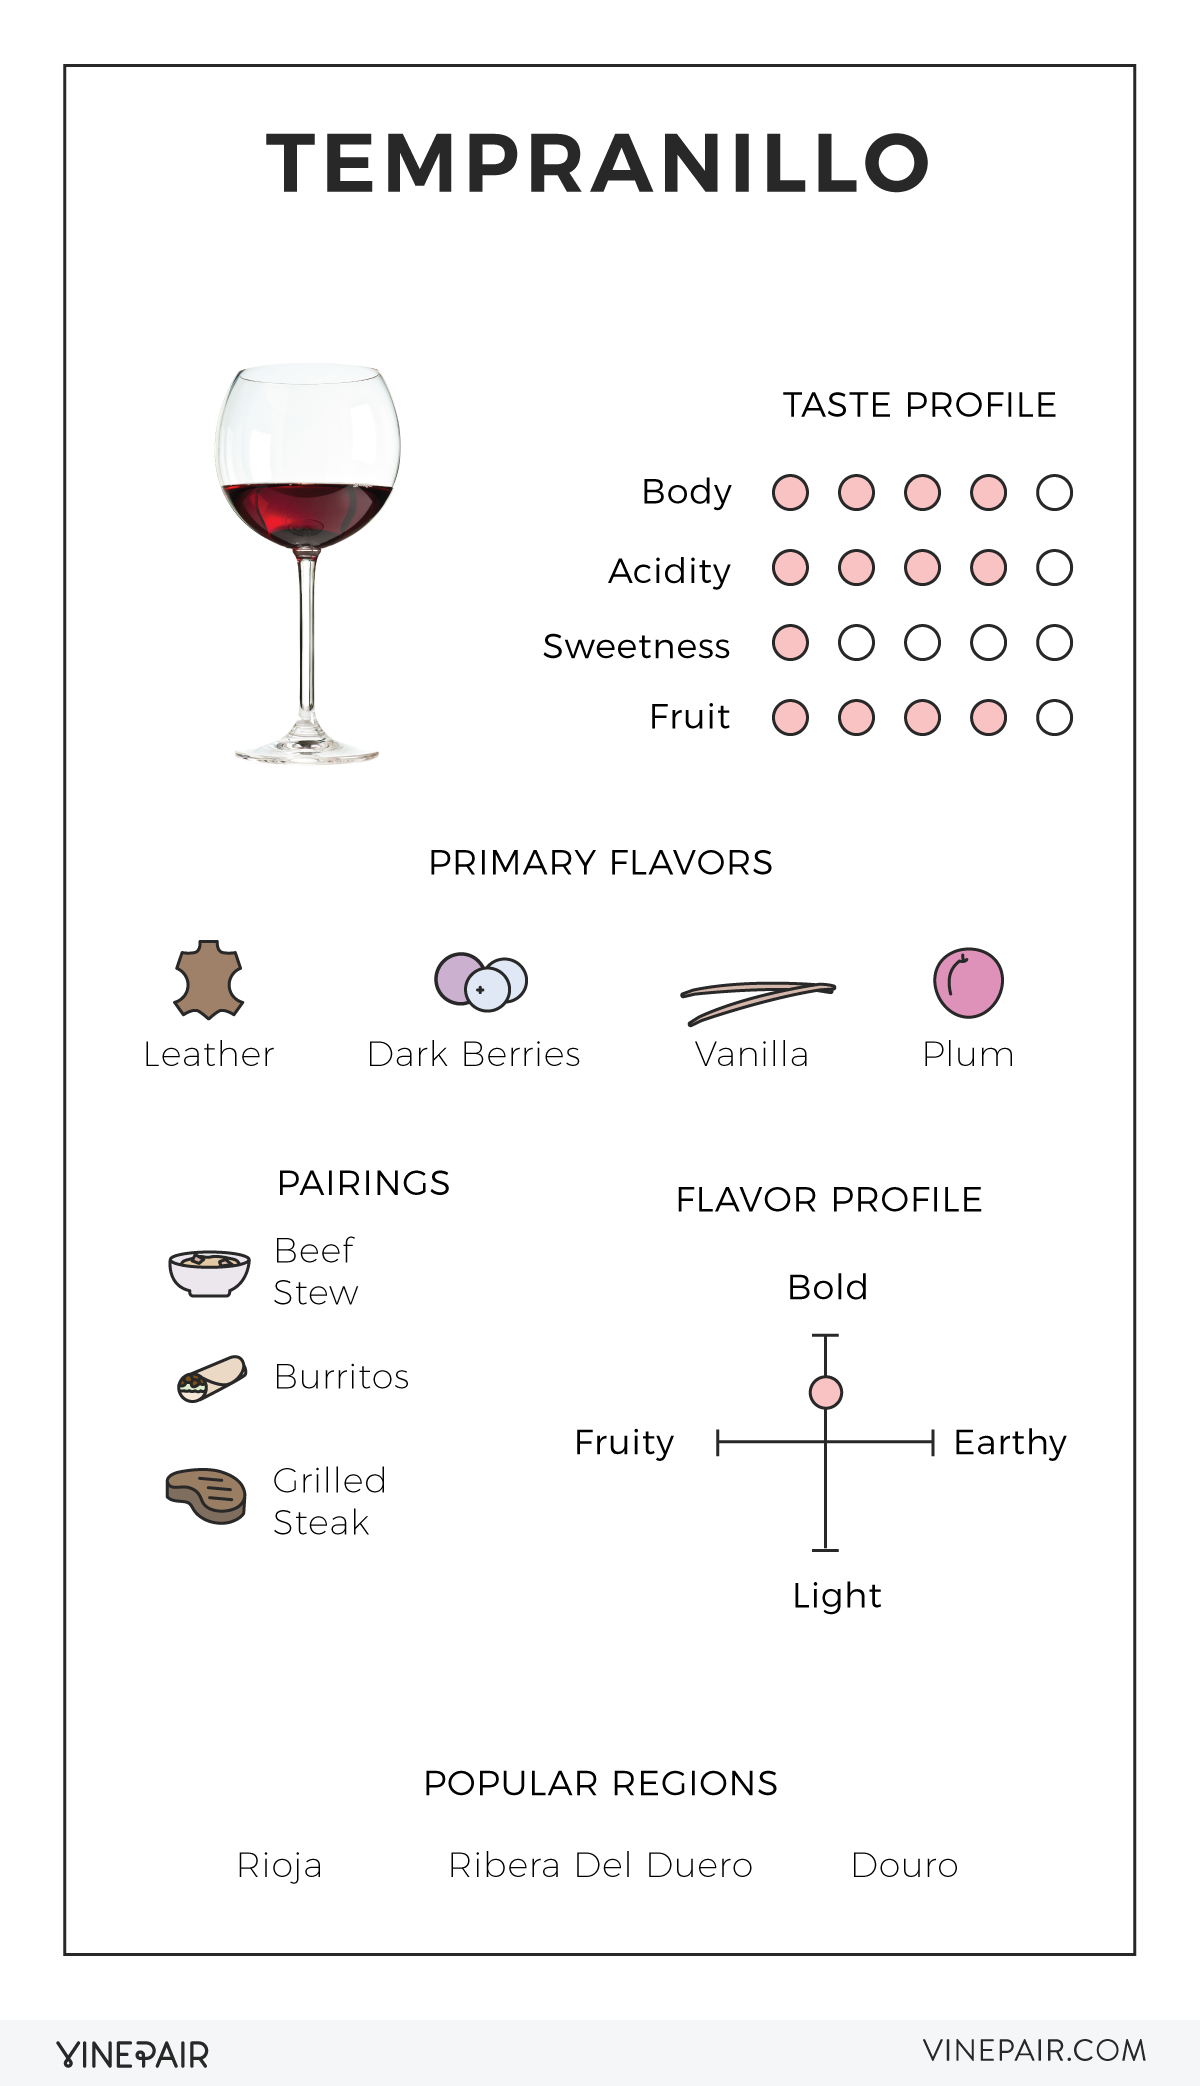 TEMPRANILLO
TASTE PROFILE
Body
Acidity
Sweetness
Fruit
PRIMARY FLAVORS
Leather
Dark Berries
Vanilla
Plum
PAIRINGS
Beef
Stew
Burritos
Grilled
Steak
FLAVOR PROFILE
Bold
Fruity
Earthy
Light
POPULAR REGIONS
Rioja
Ribera Del Duero
Douro
VINEPAIR
VINEPAIR.COM